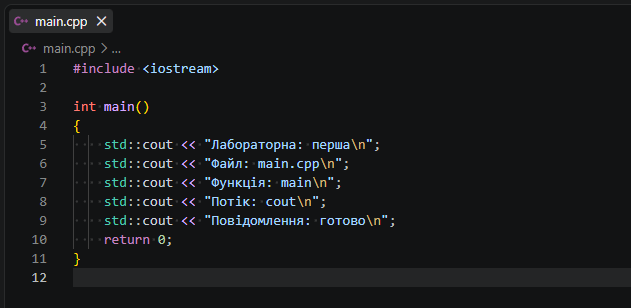 main.cpp
main.cpp > ...
1 #include <iostream>
2
3 int main()
4 {
5     std::cout << "Лабораторна: перша\n";
6     std::cout << "Файл: main.cpp\n";
7     std::cout << "Функція: main\n";
8     std::cout << "Потік: cout\n";
9     std::cout << "Повідомлення: готово\n";
10     return 0;
11 }
12